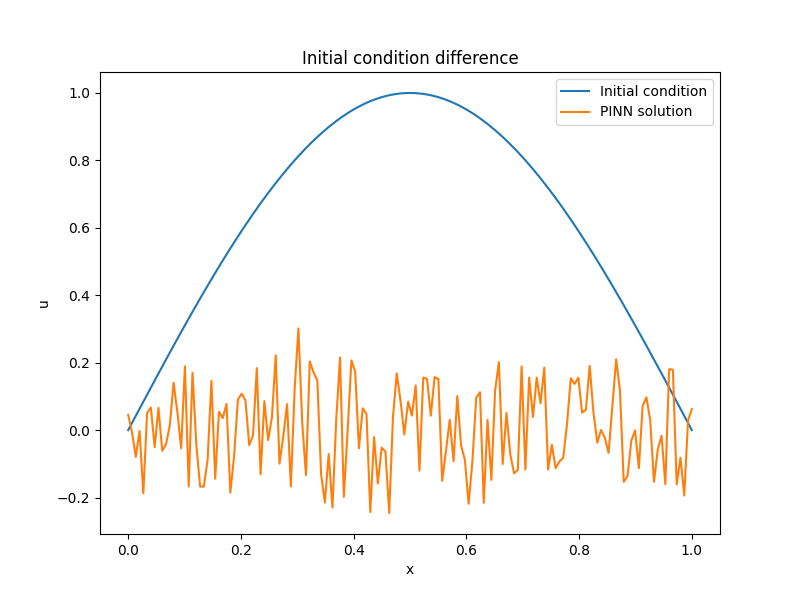 Initial condition difference
Initial condition
PINN solution
1.0
0.8
0.6
0.4
0.2
0.0
−0.2
u
0.0 0.2 0.4 0.6 0.8 1.0
x